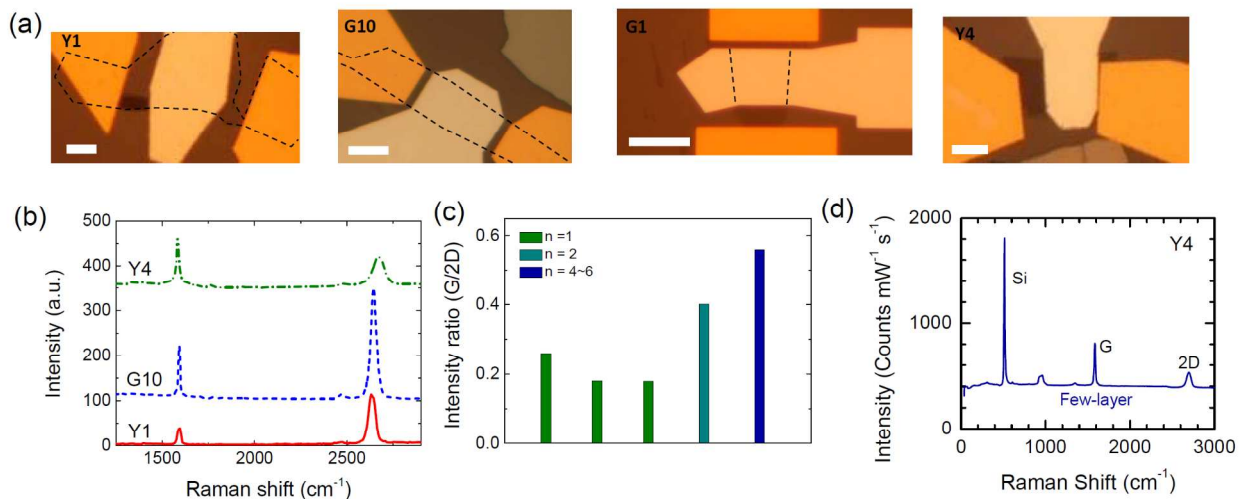 (a)
Y1
G10
G1
Y4
(b)
500
400
300
200
100
0
Intensity (a.u.)
Y4
G10
Y1
1500
2000
2500
Raman shift (cm⁻¹)
(c)
Intensity ratio (G/2D)
0.6
0.4
0.2
0.0
n =1
n = 2
n = 4~6
(d)
Intensity (Counts mW⁻¹ s⁻¹)
2000
1000
0
Y4
Si
G
2D
Few-layer
0
1000
2000
3000
Raman Shift (cm⁻¹)